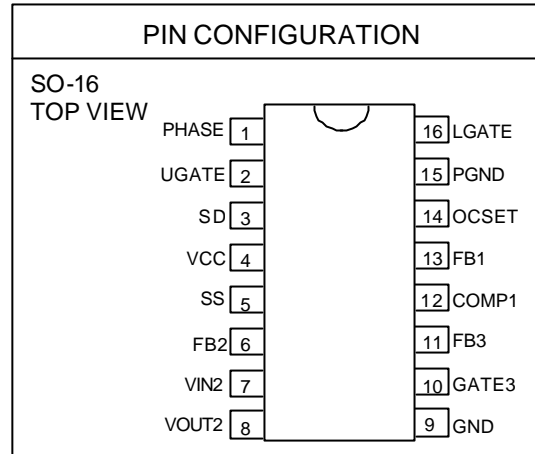 PIN CONFIGURATION
SO-16
TOP VIEW
PHASE 1
UGATE 2
SD 3
VCC 4
SS 5
FB2 6
VIN2 7
VOUT2 8
16 LGATE
15 PGND
14 OCSET
13 FB1
12 COMP1
11 FB3
10 GATE3
9 GND